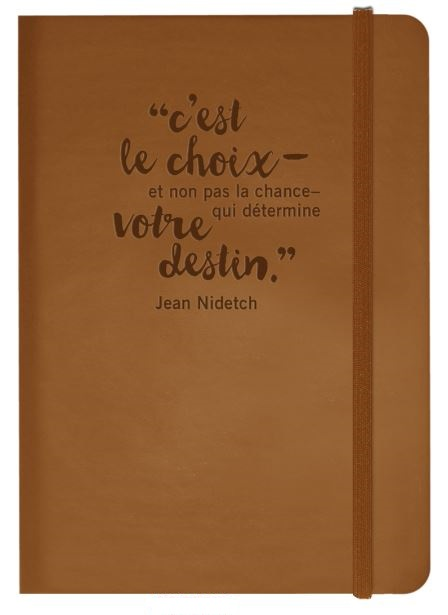 “c’est
le choix–
et non pas la chance–
qui détermine
votre
destin.”
Jean Nidetch